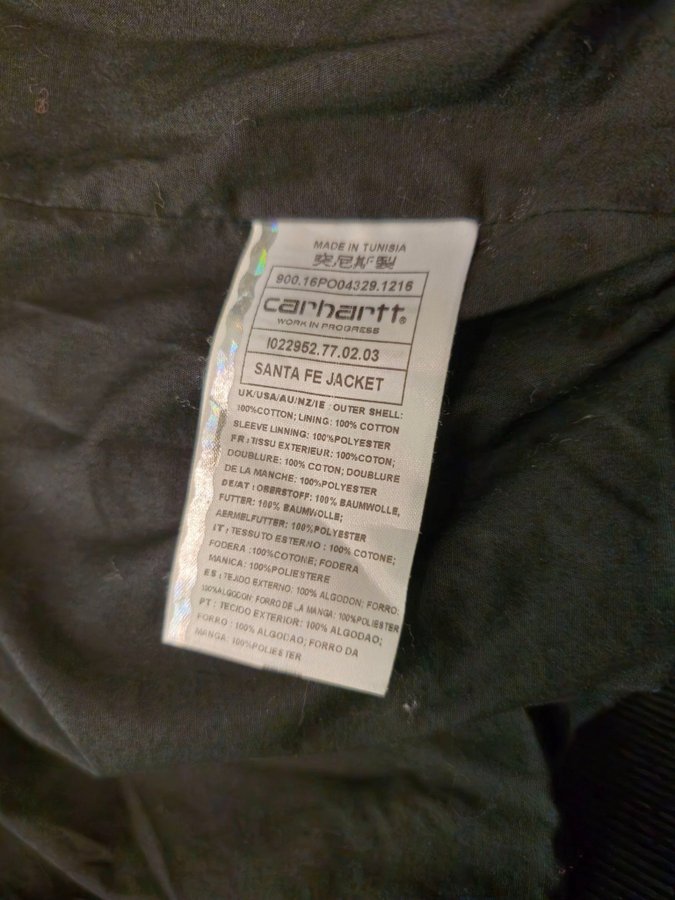 MADE IN TUNISIA
突尼斯製
900.16PO04329.1216
carhartt®
WORK IN PROGRESS
I022952.77.02.03
SANTA FE JACKET
UK/USA/AU/NZ/IE : OUTER SHELL:
100%COTTON; LINING: 100% COTTON
SLEEVE LINNING: 100%POLYESTER
FR : TISSU EXTERIEUR: 100%COTON;
DOUBLURE: 100% COTON; DOUBLURE
DE LA MANCHE: 100%POLYESTER
DE/AT : OBERSTOFF: 100% BAUMWOLLE,
FUTTER: 100% BAUMWOLLE;
AERMELFUTTER: 100%POLYESTER
IT : TESSUTO ESTERNO : 100% COTONE;
FODERA :100%COTONE; FODERA
MANICA: 100%POLIESTERE
ES : TEJIDO EXTERNO: 100% ALGODON: FORRO:
100%ALGODON: FORRO DE LA MANGA: 100%POLIESTER
PT : TECIDO EXTERIOR: 100% ALGODAO;
FORRO : 100% ALGODAO; FORRO DA
MANGA: 100%POLIESTER